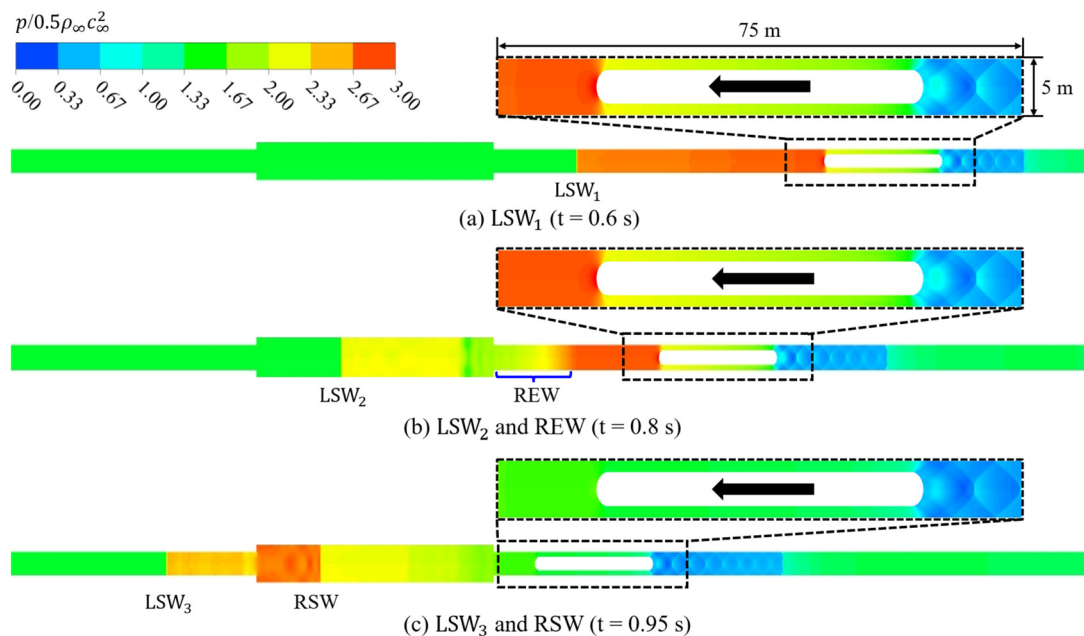 p/0.5ρ∞c∞²
0.00 0.33 0.67 1.00 1.33 1.67 2.00 2.33 2.67 3.00
75 m
5 m
LSW₁
(a) LSW₁ (t = 0.6 s)
LSW₂
REW
(b) LSW₂ and REW (t = 0.8 s)
LSW₃
RSW
(c) LSW₃ and RSW (t = 0.95 s)